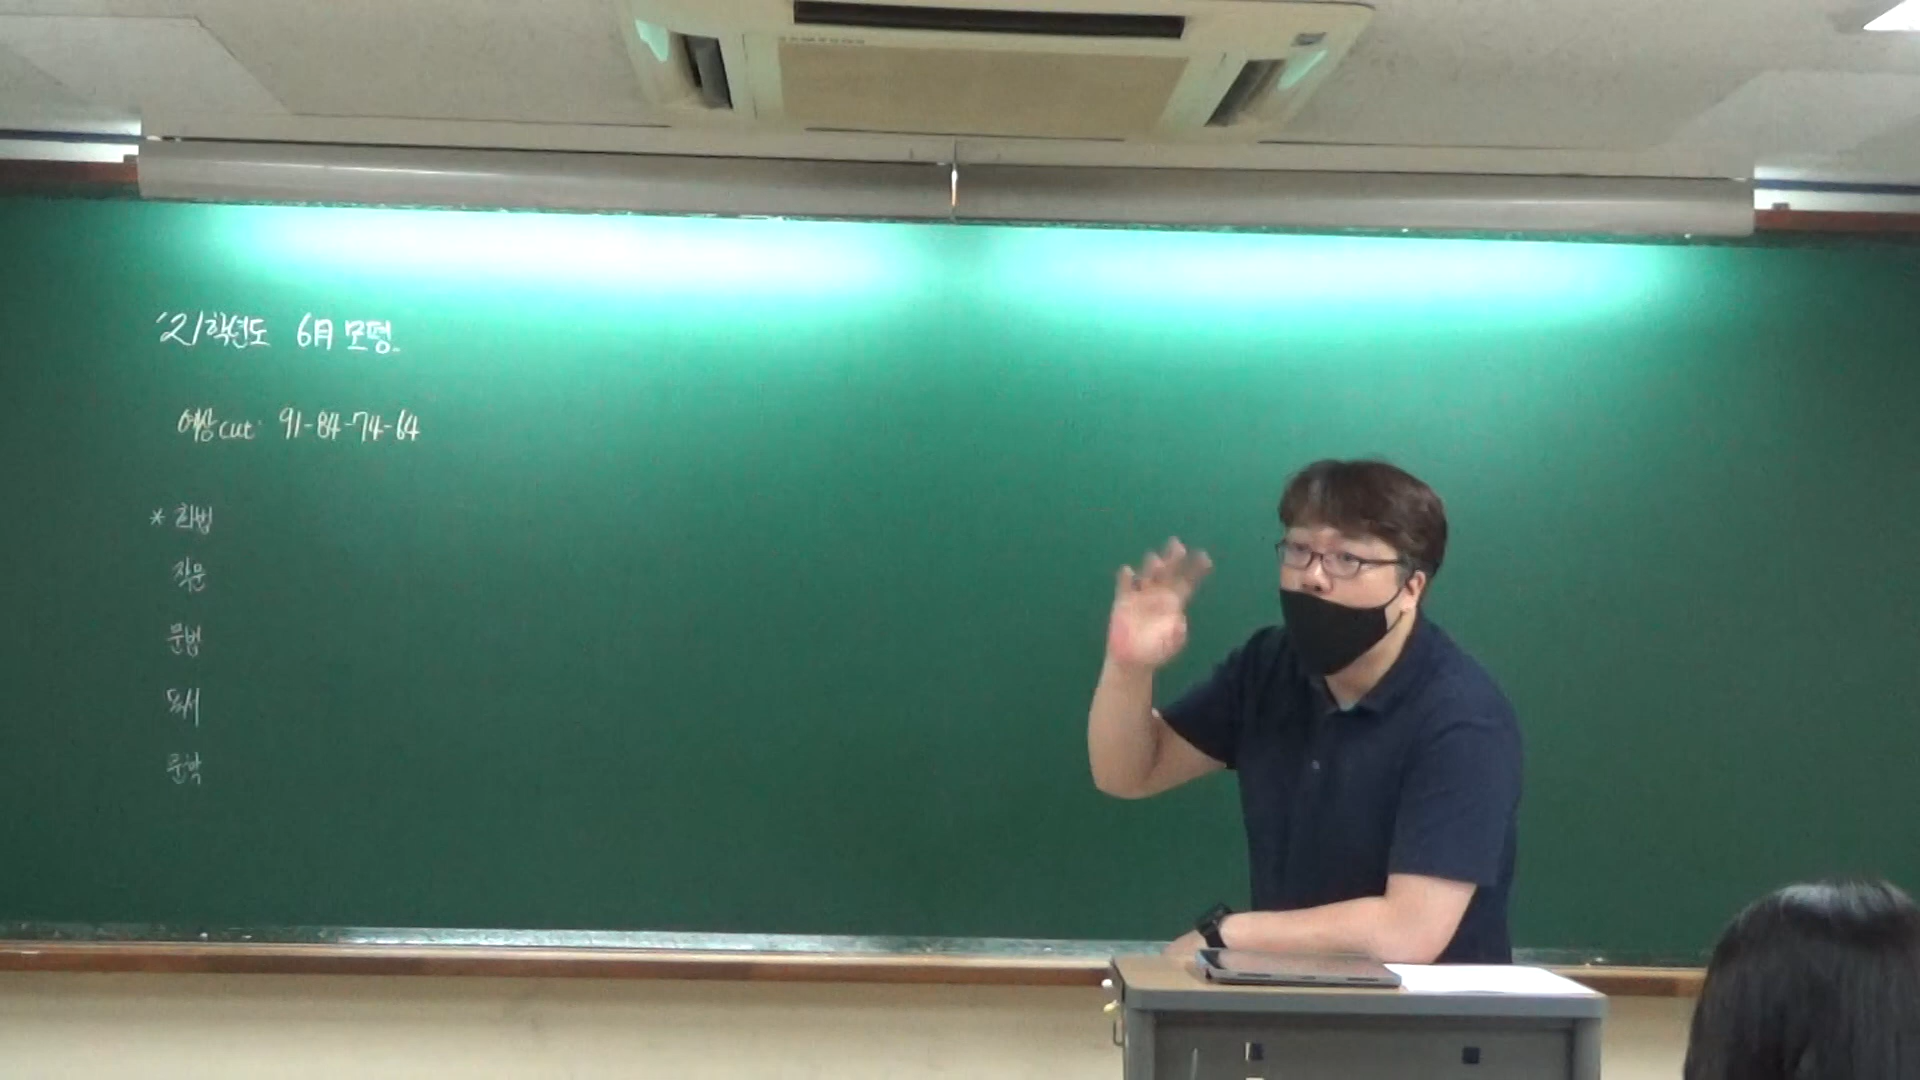 '21학년도 6月 모평.
예상 cut: 91-84-74-64
* 화법
작문
문법
독서
문학